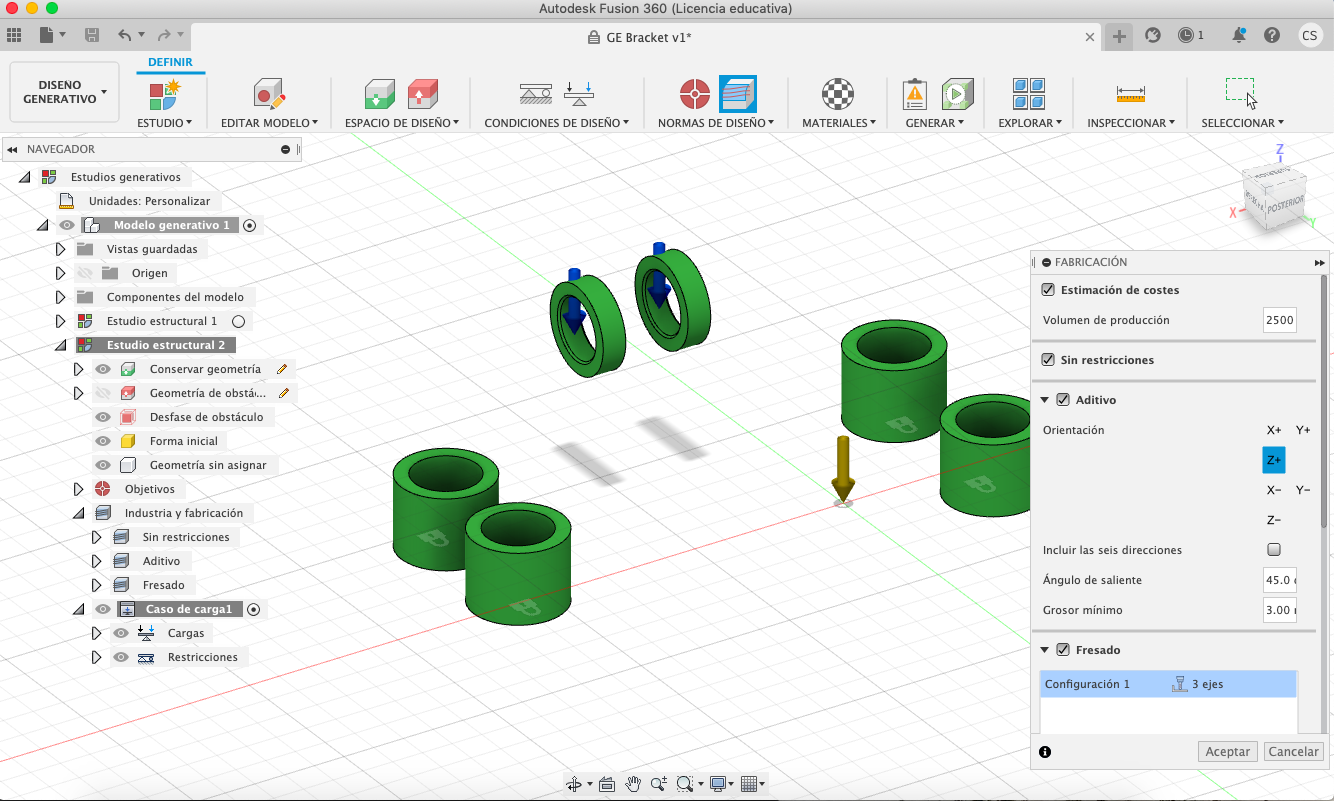 Autodesk Fusion 360 (Licencia educativa)
GE Bracket v1*
1
CS
DISEÑO
GENERATIVO
DEFINIR
ESTUDIO
EDITAR MODELO
ESPACIO DE DISEÑO
CONDICIONES DE DISEÑO
NORMAS DE DISEÑO
MATERIALES
GENERAR
EXPLORAR
INSPECCIONAR
SELECCIONAR
NAVEGADOR
Estudios generativos
Unidades: Personalizar
Modelo generativo 1
Vistas guardadas
Origen
Componentes del modelo
Estudio estructural 1
Estudio estructural 2
Conservar geometría
Geometría de obstác...
Desfase de obstáculo
Forma inicial
Geometría sin asignar
Objetivos
Industria y fabricación
Sin restricciones
Aditivo
Fresado
Caso de carga1
Cargas
Restricciones
Z
X
Y
POSTERIOR
FABRICACIÓN
Estimación de costes
Volumen de producción
2500
Sin restricciones
Aditivo
Orientación
X+ Y+
Z+
X− Y−
Z−
Incluir las seis direcciones
Ángulo de saliente
45.0
Grosor mínimo
3.00
Fresado
Configuración 1
3 ejes
Aceptar
Cancelar